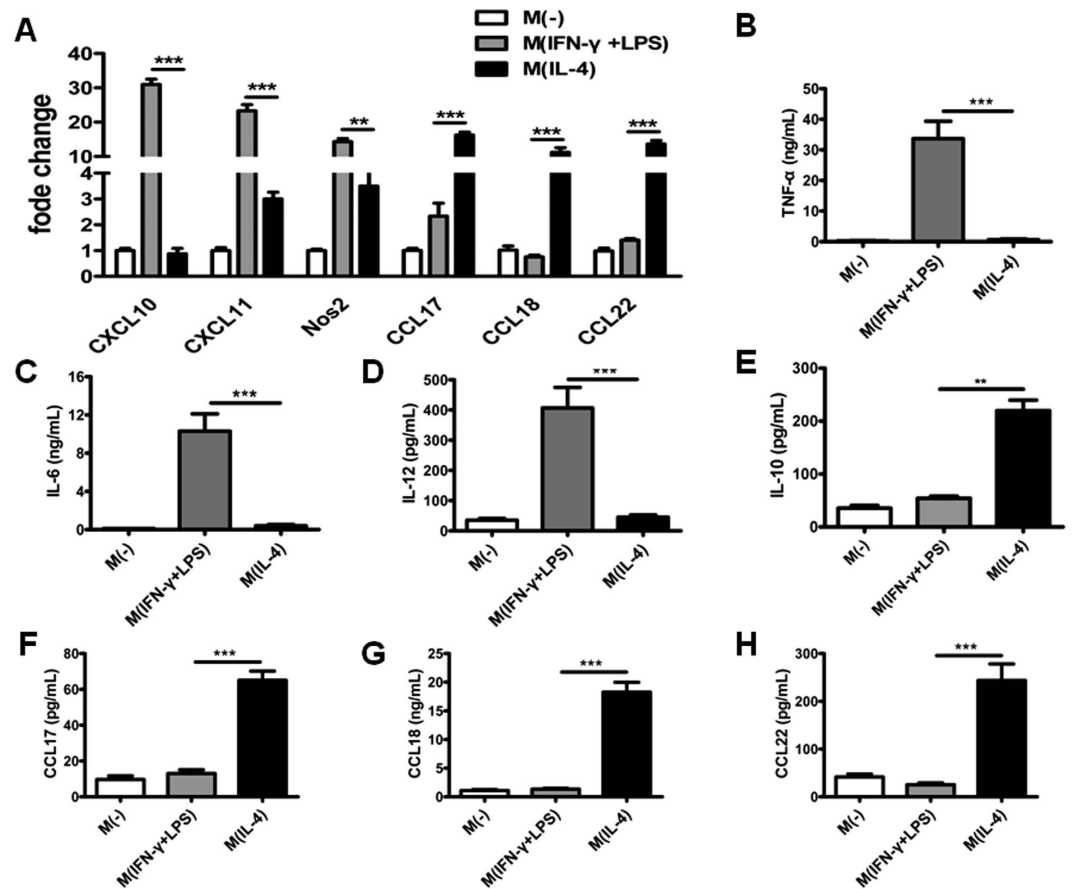 A
M(-)
M(IFN-γ +LPS)
M(IL-4)
fode change
40
30
20
10
4
3
2
1
0
***
***
**
***
***
***
CXCL10
CXCL11
Nos2
CCL17
CCL18
CCL22
B
TNF-α (ng/mL)
50
40
30
20
10
0
***
M(-)
M(IFN-γ+LPS)
M(IL-4)
C
IL-6 (ng/mL)
16
12
8
4
0
***
M(-)
M(IFN-γ+LPS)
M(IL-4)
D
IL-12 (pg/mL)
500
400
300
200
100
0
***
M(-)
M(IFN-γ+LPS)
M(IL-4)
E
IL-10 (pg/mL)
300
200
100
0
**
M(-)
M(IFN-γ+LPS)
M(IL-4)
F
CCL17 (pg/mL)
80
60
40
20
0
***
M(-)
M(IFN-γ+LPS)
M(IL-4)
G
CCL18 (ng/mL)
25
20
15
10
5
0
***
M(-)
M(IFN-γ+LPS)
M(IL-4)
H
CCL22 (pg/mL)
300
200
100
0
***
M(-)
M(IFN-γ+LPS)
M(IL-4)